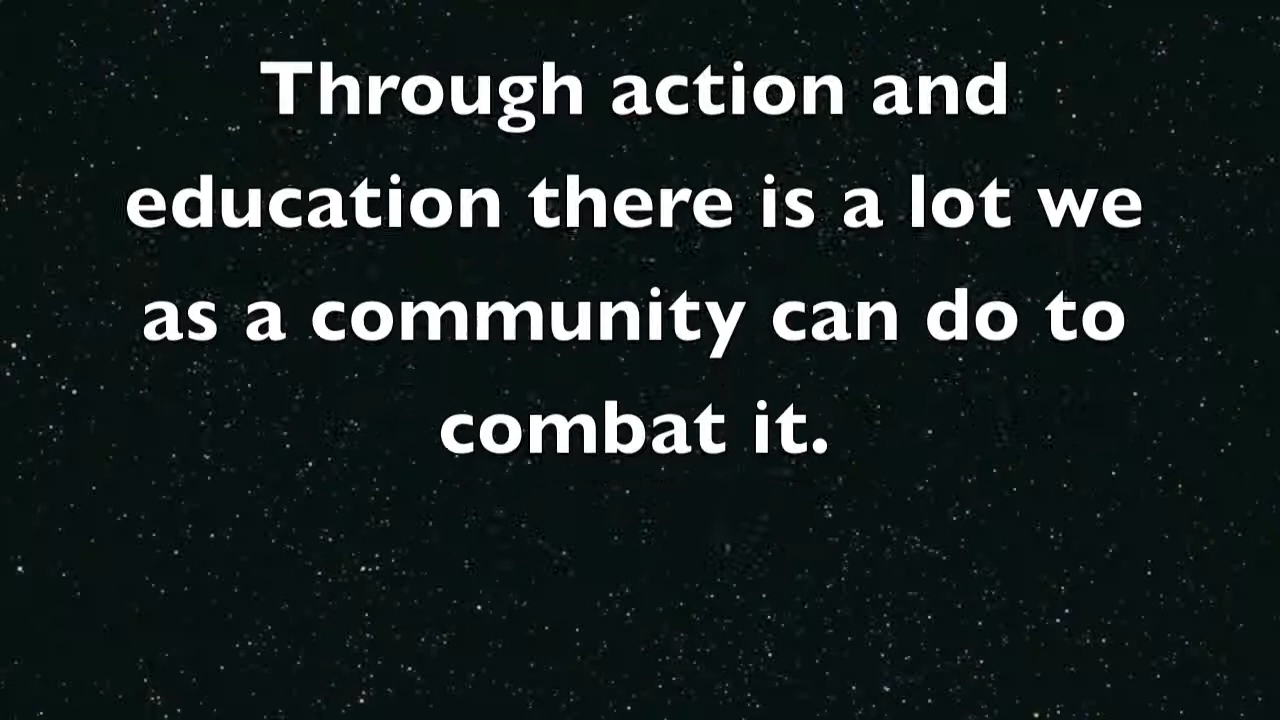 Through action and
education there is a lot we
as a community can do to
combat it.